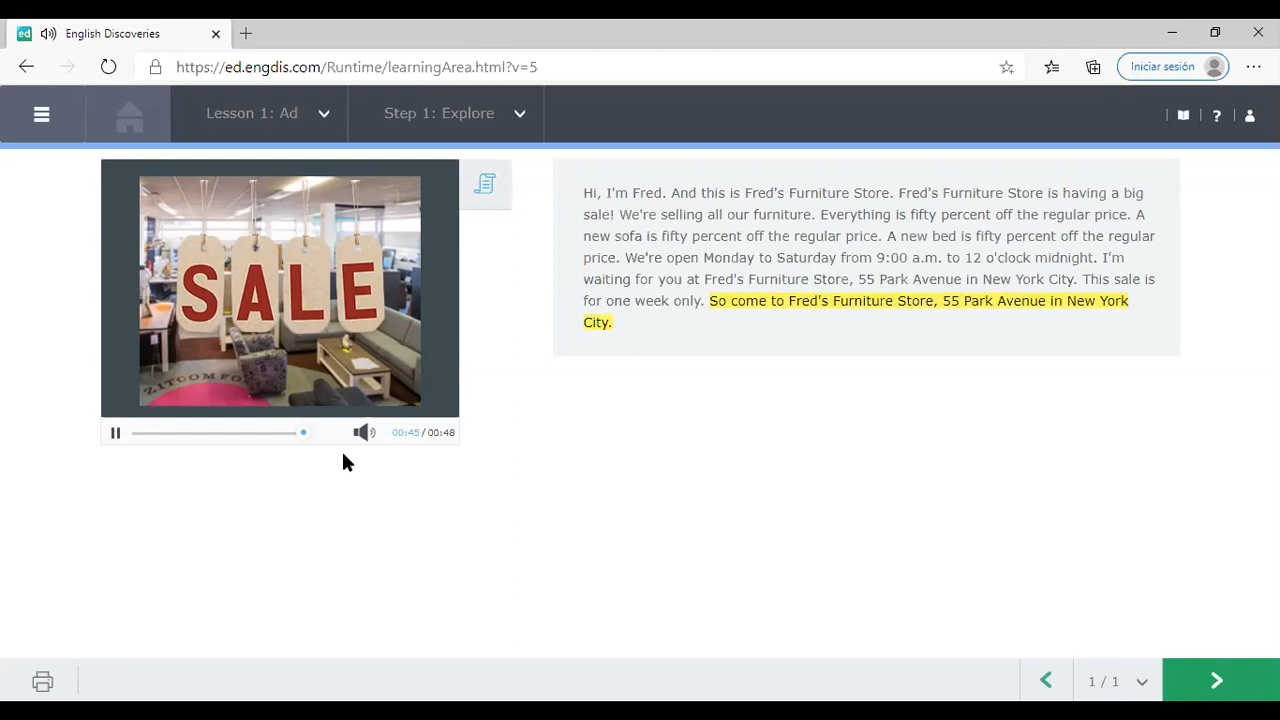 ed English Discoveries
https://ed.engdis.com/Runtime/learningArea.html?v=5
Iniciar sesión
Lesson 1: Ad
Step 1: Explore
?
SALE
ZITCOMFO
00:45 / 00:48
Hi, I'm Fred. And this is Fred's Furniture Store. Fred's Furniture Store is having a big
sale! We're selling all our furniture. Everything is fifty percent off the regular price. A
new sofa is fifty percent off the regular price. A new bed is fifty percent off the regular
price. We're open Monday to Saturday from 9:00 a.m. to 12 o'clock midnight. I'm
waiting for you at Fred's Furniture Store, 55 Park Avenue in New York City. This sale is
for one week only. So come to Fred's Furniture Store, 55 Park Avenue in New York
City.
1 / 1